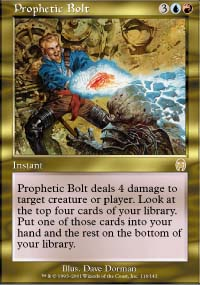 Prophetic Bolt 3
Instant
Prophetic Bolt deals 4 damage to
target creature or player. Look at
the top four cards of your library.
Put one of those cards into your
hand and the rest on the bottom of
your library.
Illus. Dave Dorman
™ & © 1993-2001 Wizards of the Coast, Inc. 116/143